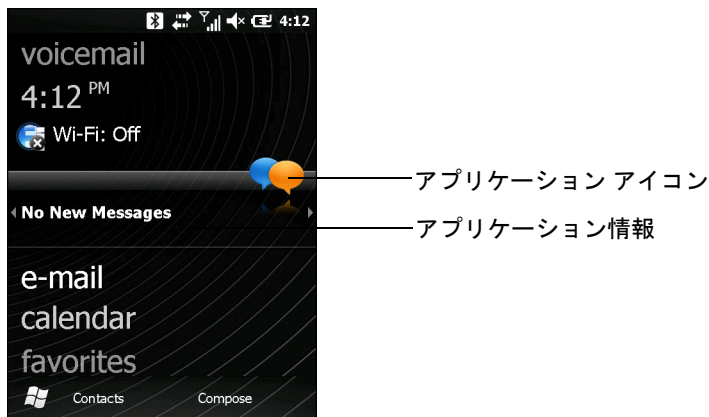 4:12
voicemail
4:12 PM
Wi-Fi: Off
アプリケーション アイコン
No New Messages
アプリケーション情報
e-mail
calendar
favorites
Contacts Compose